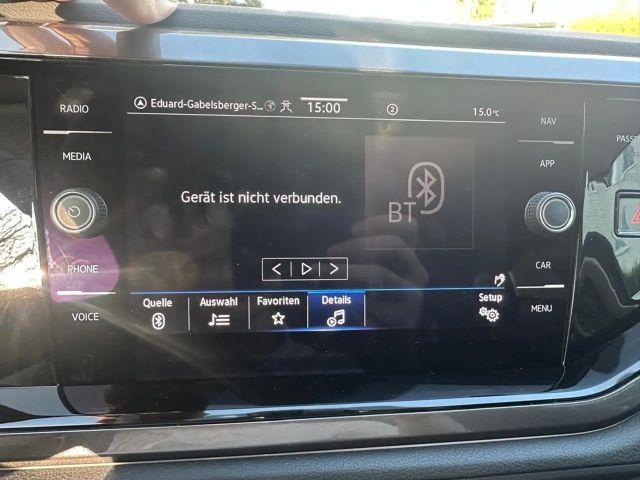 RADIO
MEDIA
PHONE
VOICE
Eduard-Gabelsberger-S... 15:00 2 15.0 °C
Gerät ist nicht verbunden.
BT
Quelle Auswahl Favoriten Details Setup
NAV
APP
CAR
MENU